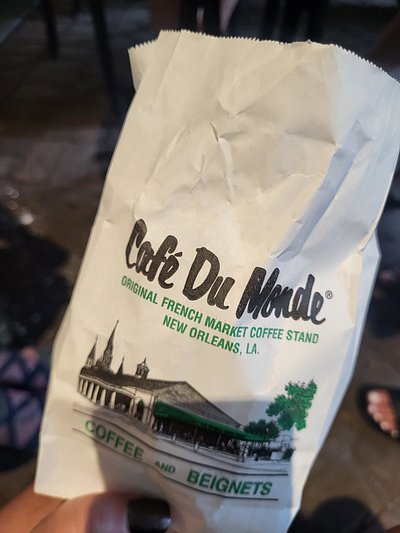 Café Du Monde®
ORIGINAL FRENCH MARKET COFFEE STAND
NEW ORLEANS, LA.
COFFEE AND BEIGNETS